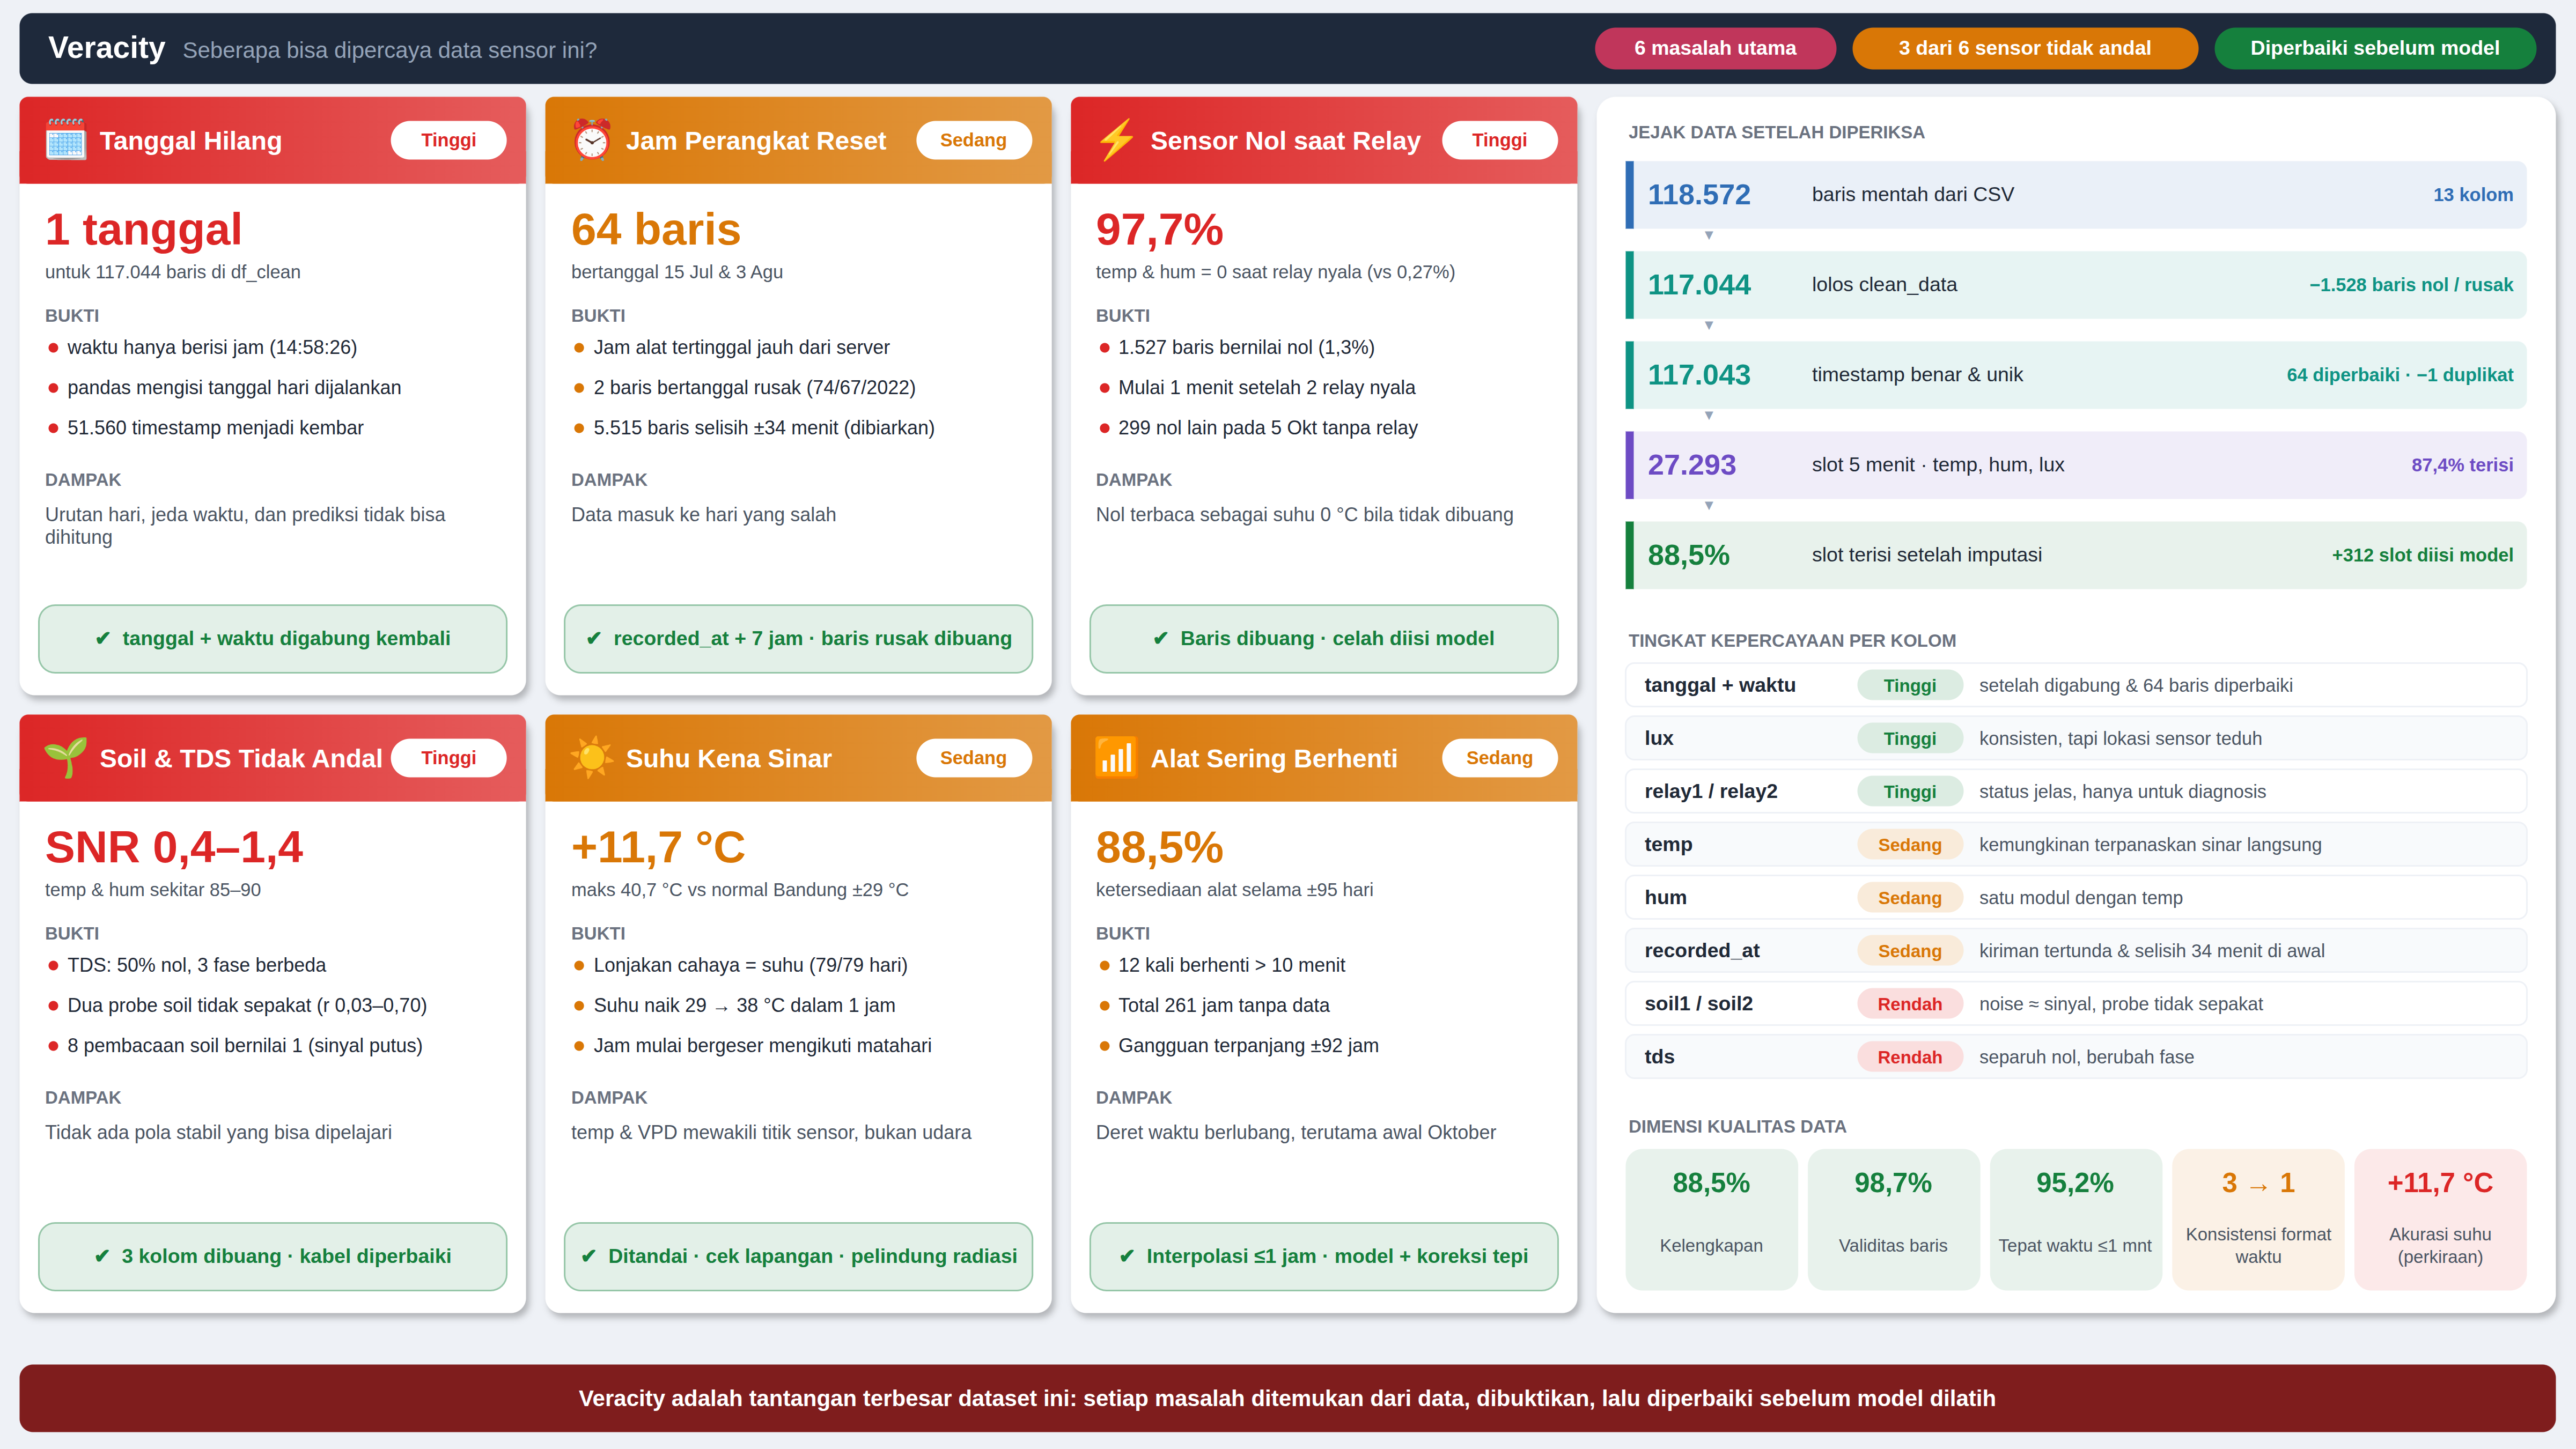 Veracity Seberapa bisa dipercaya data sensor ini?
6 masalah utama
3 dari 6 sensor tidak andal
Diperbaiki sebelum model
Tanggal Hilang
Tinggi
1 tanggal
untuk 117.044 baris di df_clean
BUKTI
waktu hanya berisi jam (14:58:26)
pandas mengisi tanggal hari dijalankan
51.560 timestamp menjadi kembar
DAMPAK
Urutan hari, jeda waktu, dan prediksi tidak bisa
dihitung
✔ tanggal + waktu digabung kembali
Jam Perangkat Reset
Sedang
64 baris
bertanggal 15 Jul & 3 Agu
BUKTI
Jam alat tertinggal jauh dari server
2 baris bertanggal rusak (74/67/2022)
5.515 baris selisih ±34 menit (dibiarkan)
DAMPAK
Data masuk ke hari yang salah
✔ recorded_at + 7 jam · baris rusak dibuang
Sensor Nol saat Relay
Tinggi
97,7%
temp & hum = 0 saat relay nyala (vs 0,27%)
BUKTI
1.527 baris bernilai nol (1,3%)
Mulai 1 menit setelah 2 relay nyala
299 nol lain pada 5 Okt tanpa relay
DAMPAK
Nol terbaca sebagai suhu 0 °C bila tidak dibuang
✔ Baris dibuang · celah diisi model
Soil & TDS Tidak Andal
Tinggi
SNR 0,4–1,4
temp & hum sekitar 85–90
BUKTI
TDS: 50% nol, 3 fase berbeda
Dua probe soil tidak sepakat (r 0,03–0,70)
8 pembacaan soil bernilai 1 (sinyal putus)
DAMPAK
Tidak ada pola stabil yang bisa dipelajari
✔ 3 kolom dibuang · kabel diperbaiki
Suhu Kena Sinar
Sedang
+11,7 °C
maks 40,7 °C vs normal Bandung ±29 °C
BUKTI
Lonjakan cahaya = suhu (79/79 hari)
Suhu naik 29 → 38 °C dalam 1 jam
Jam mulai bergeser mengikuti matahari
DAMPAK
temp & VPD mewakili titik sensor, bukan udara
✔ Ditandai · cek lapangan · pelindung radiasi
Alat Sering Berhenti
Sedang
88,5%
ketersediaan alat selama ±95 hari
BUKTI
12 kali berhenti > 10 menit
Total 261 jam tanpa data
Gangguan terpanjang ±92 jam
DAMPAK
Deret waktu berlubang, terutama awal Oktober
✔ Interpolasi ≤1 jam · model + koreksi tepi
JEJAK DATA SETELAH DIPERIKSA
118.572 baris mentah dari CSV 13 kolom
▼
117.044 lolos clean_data −1.528 baris nol / rusak
▼
117.043 timestamp benar & unik 64 diperbaiki · −1 duplikat
▼
27.293 slot 5 menit · temp, hum, lux 87,4% terisi
▼
88,5% slot terisi setelah imputasi +312 slot diisi model
TINGKAT KEPERCAYAAN PER KOLOM
tanggal + waktu Tinggi setelah digabung & 64 baris diperbaiki
lux Tinggi konsisten, tapi lokasi sensor teduh
relay1 / relay2 Tinggi status jelas, hanya untuk diagnosis
temp Sedang kemungkinan terpanaskan sinar langsung
hum Sedang satu modul dengan temp
recorded_at Sedang kiriman tertunda & selisih 34 menit di awal
soil1 / soil2 Rendah noise ≈ sinyal, probe tidak sepakat
tds Rendah separuh nol, berubah fase
DIMENSI KUALITAS DATA
88,5%
Kelengkapan
98,7%
Validitas baris
95,2%
Tepat waktu ≤1 mnt
3 → 1
Konsistensi format
waktu
+11,7 °C
Akurasi suhu
(perkiraan)
Veracity adalah tantangan terbesar dataset ini: setiap masalah ditemukan dari data, dibuktikan, lalu diperbaiki sebelum model dilatih